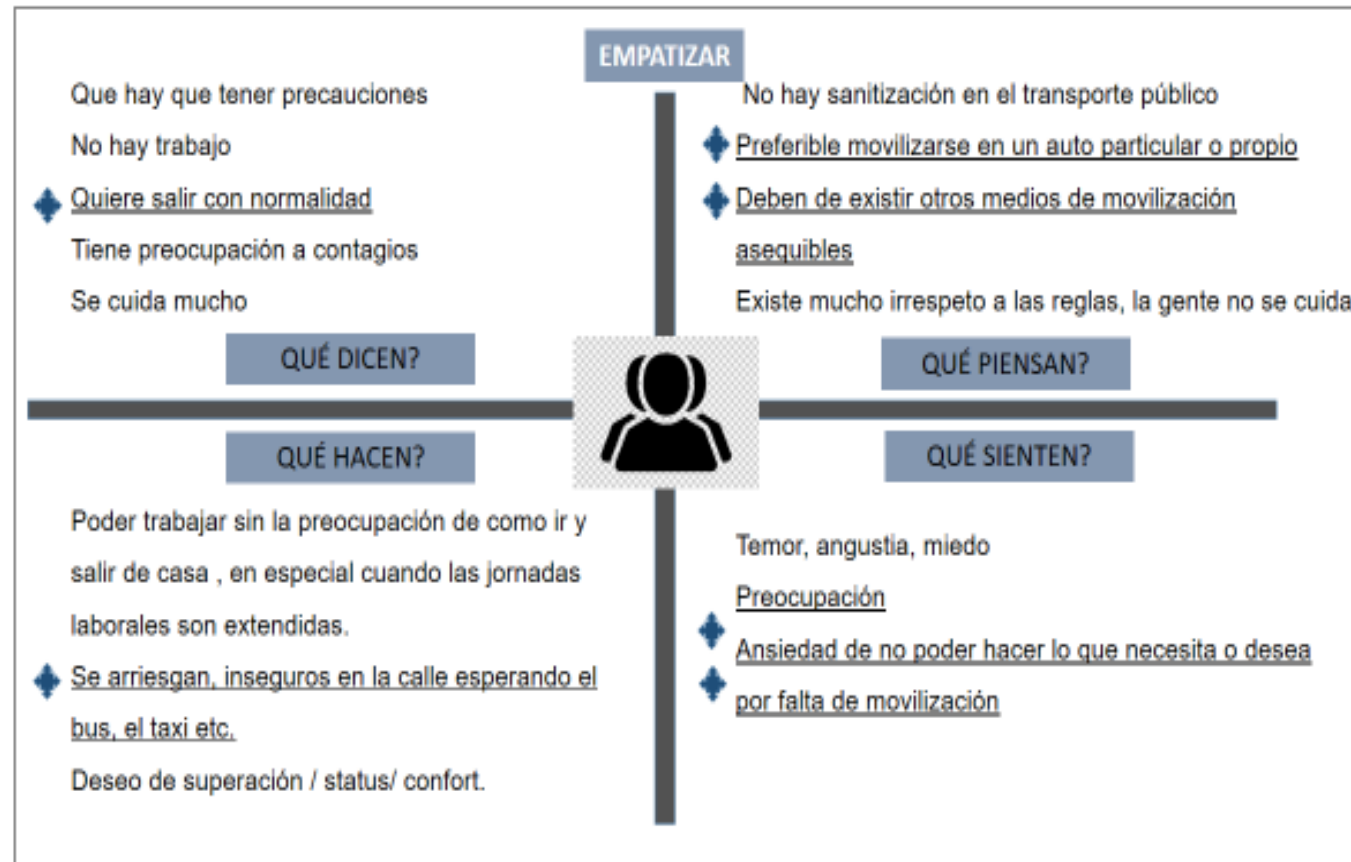 EMPATIZAR
Que hay que tener precauciones
No hay trabajo
Quiere salir con normalidad
Tiene preocupación a contagios
Se cuida mucho
QUÉ DICEN?
No hay sanitización en el transporte público
Preferible movilizarse en un auto particular o propio
Deben de existir otros medios de movilización
asequibles
Existe mucho irrespeto a las reglas, la gente no se cuida
QUÉ PIENSAN?
QUÉ HACEN?
Poder trabajar sin la preocupación de como ir y
salir de casa , en especial cuando las jornadas
laborales son extendidas.
Se arriesgan, inseguros en la calle esperando el
bus, el taxi etc.
Deseo de superación / status/ confort.
QUÉ SIENTEN?
Temor, angustia, miedo
Preocupación
Ansiedad de no poder hacer lo que necesita o desea
por falta de movilización